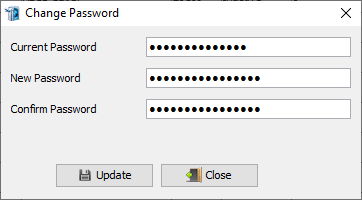 Change Password
Current Password ●●●●●●●●●●●●●●
New Password ●●●●●●●●●●●●●●●●
Confirm Password ●●●●●●●●●●●●●●●●
Update Close